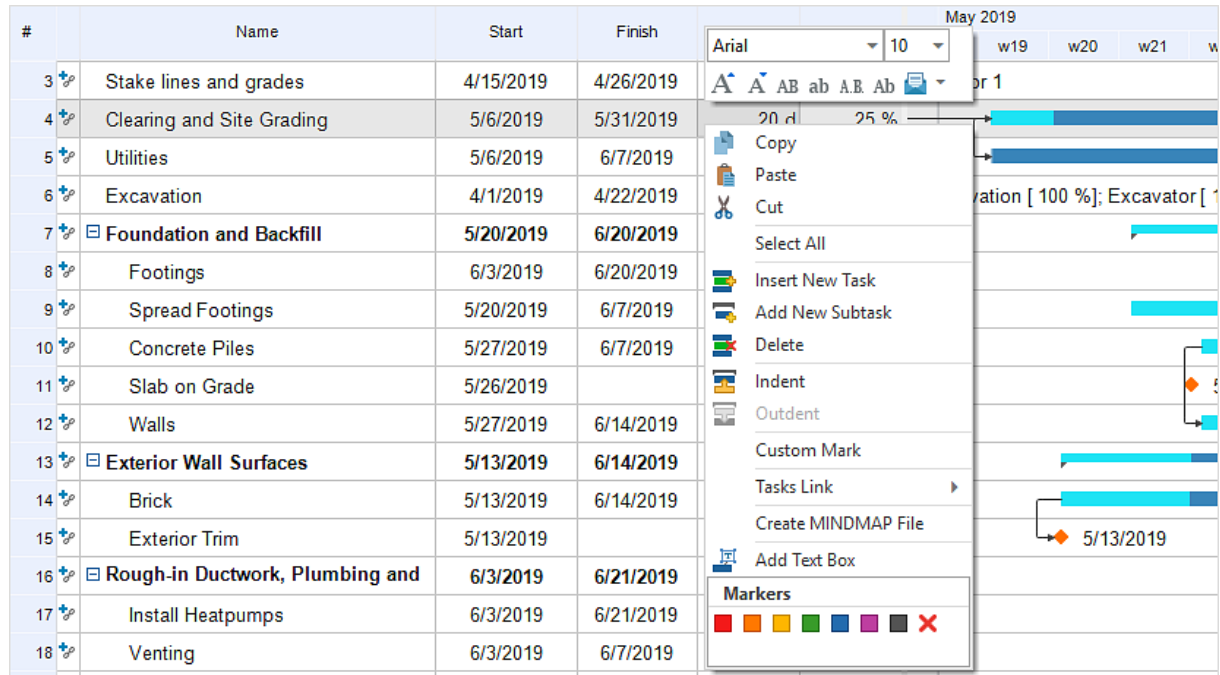 # Name Start Finish May 2019
w19 w20 w21 w
Arial 10
A A AB ab A.B. Ab
3 Stake lines and grades 4/15/2019 4/26/2019 or 1
4 Clearing and Site Grading 5/6/2019 5/31/2019 20 d 25 %
5 Utilities 5/6/2019 6/7/2019
6 Excavation 4/1/2019 4/22/2019 vation [ 100 %]; Excavator [ 1
7 Foundation and Backfill 5/20/2019 6/20/2019
8 Footings 6/3/2019 6/20/2019
9 Spread Footings 5/20/2019 6/7/2019
10 Concrete Piles 5/27/2019 6/7/2019
11 Slab on Grade 5/26/2019 5
12 Walls 5/27/2019 6/14/2019
13 Exterior Wall Surfaces 5/13/2019 6/14/2019
14 Brick 5/13/2019 6/14/2019
15 Exterior Trim 5/13/2019 5/13/2019
16 Rough-in Ductwork, Plumbing and 6/3/2019 6/21/2019
17 Install Heatpumps 6/3/2019 6/21/2019
18 Venting 6/3/2019 6/7/2019
Copy
Paste
Cut
Select All
Insert New Task
Add New Subtask
Delete
Indent
Outdent
Custom Mark
Tasks Link
Create MINDMAP File
Add Text Box
Markers